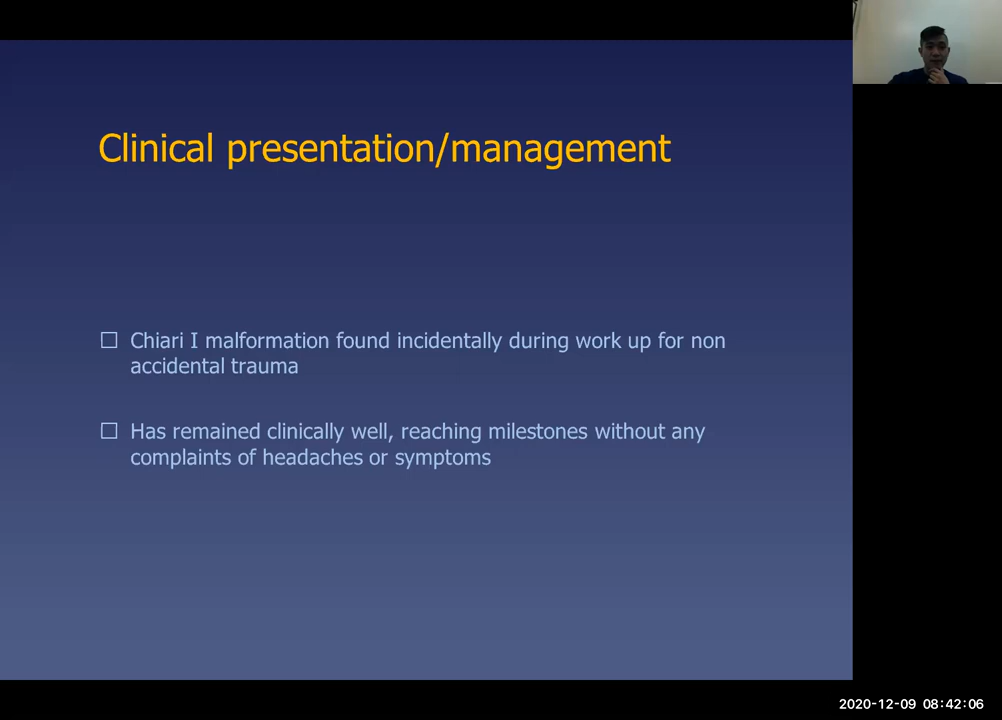 Clinical presentation/management
Chiari I malformation found incidentally during work up for non
accidental trauma
Has remained clinically well, reaching milestones without any
complaints of headaches or symptoms
2020-12-09 08:42:06